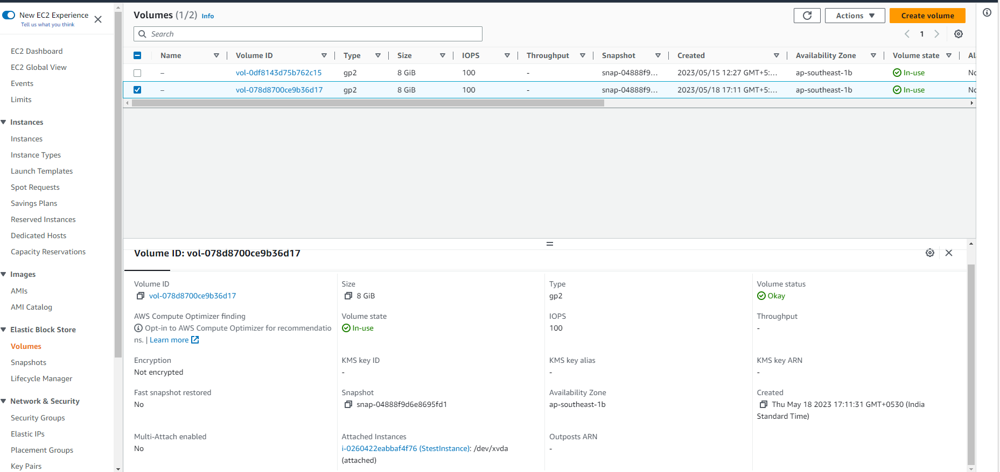 New EC2 Experience
Tell us what you think
EC2 Dashboard
EC2 Global View
Events
Limits
Instances
Instances
Instance Types
Launch Templates
Spot Requests
Savings Plans
Reserved Instances
Dedicated Hosts
Capacity Reservations
Images
AMIs
AMI Catalog
Elastic Block Store
Volumes
Snapshots
Lifecycle Manager
Network & Security
Security Groups
Elastic IPs
Placement Groups
Key Pairs
Volumes (1/2) Info
Actions
Create volume
Search
1
Name Volume ID Type Size IOPS Throughput Snapshot Created Availability Zone Volume state Al
– vol-0df8143d75b762c15 gp2 8 GiB 100 - snap-04888f9... 2023/05/15 12:27 GMT+5:... ap-southeast-1b In-use No
– vol-078d8700ce9b36d17 gp2 8 GiB 100 - snap-04888f9... 2023/05/18 17:11 GMT+5:... ap-southeast-1b In-use No
Volume ID: vol-078d8700ce9b36d17
Volume ID
vol-078d8700ce9b36d17
Size
8 GiB
Type
gp2
Volume status
Okay
AWS Compute Optimizer finding
Opt-in to AWS Compute Optimizer for recommendatio
ns. | Learn more
Volume state
In-use
IOPS
100
Throughput
-
Encryption
Not encrypted
KMS key ID
-
KMS key alias
-
KMS key ARN
-
Fast snapshot restored
No
Snapshot
snap-04888f9d6e8695fd1
Availability Zone
ap-southeast-1b
Created
Thu May 18 2023 17:11:31 GMT+0530 (India
Standard Time)
Multi-Attach enabled
No
Attached Instances
i-0260422eabbaf4f76 (StestInstance): /dev/xvda
(attached)
Outposts ARN
-